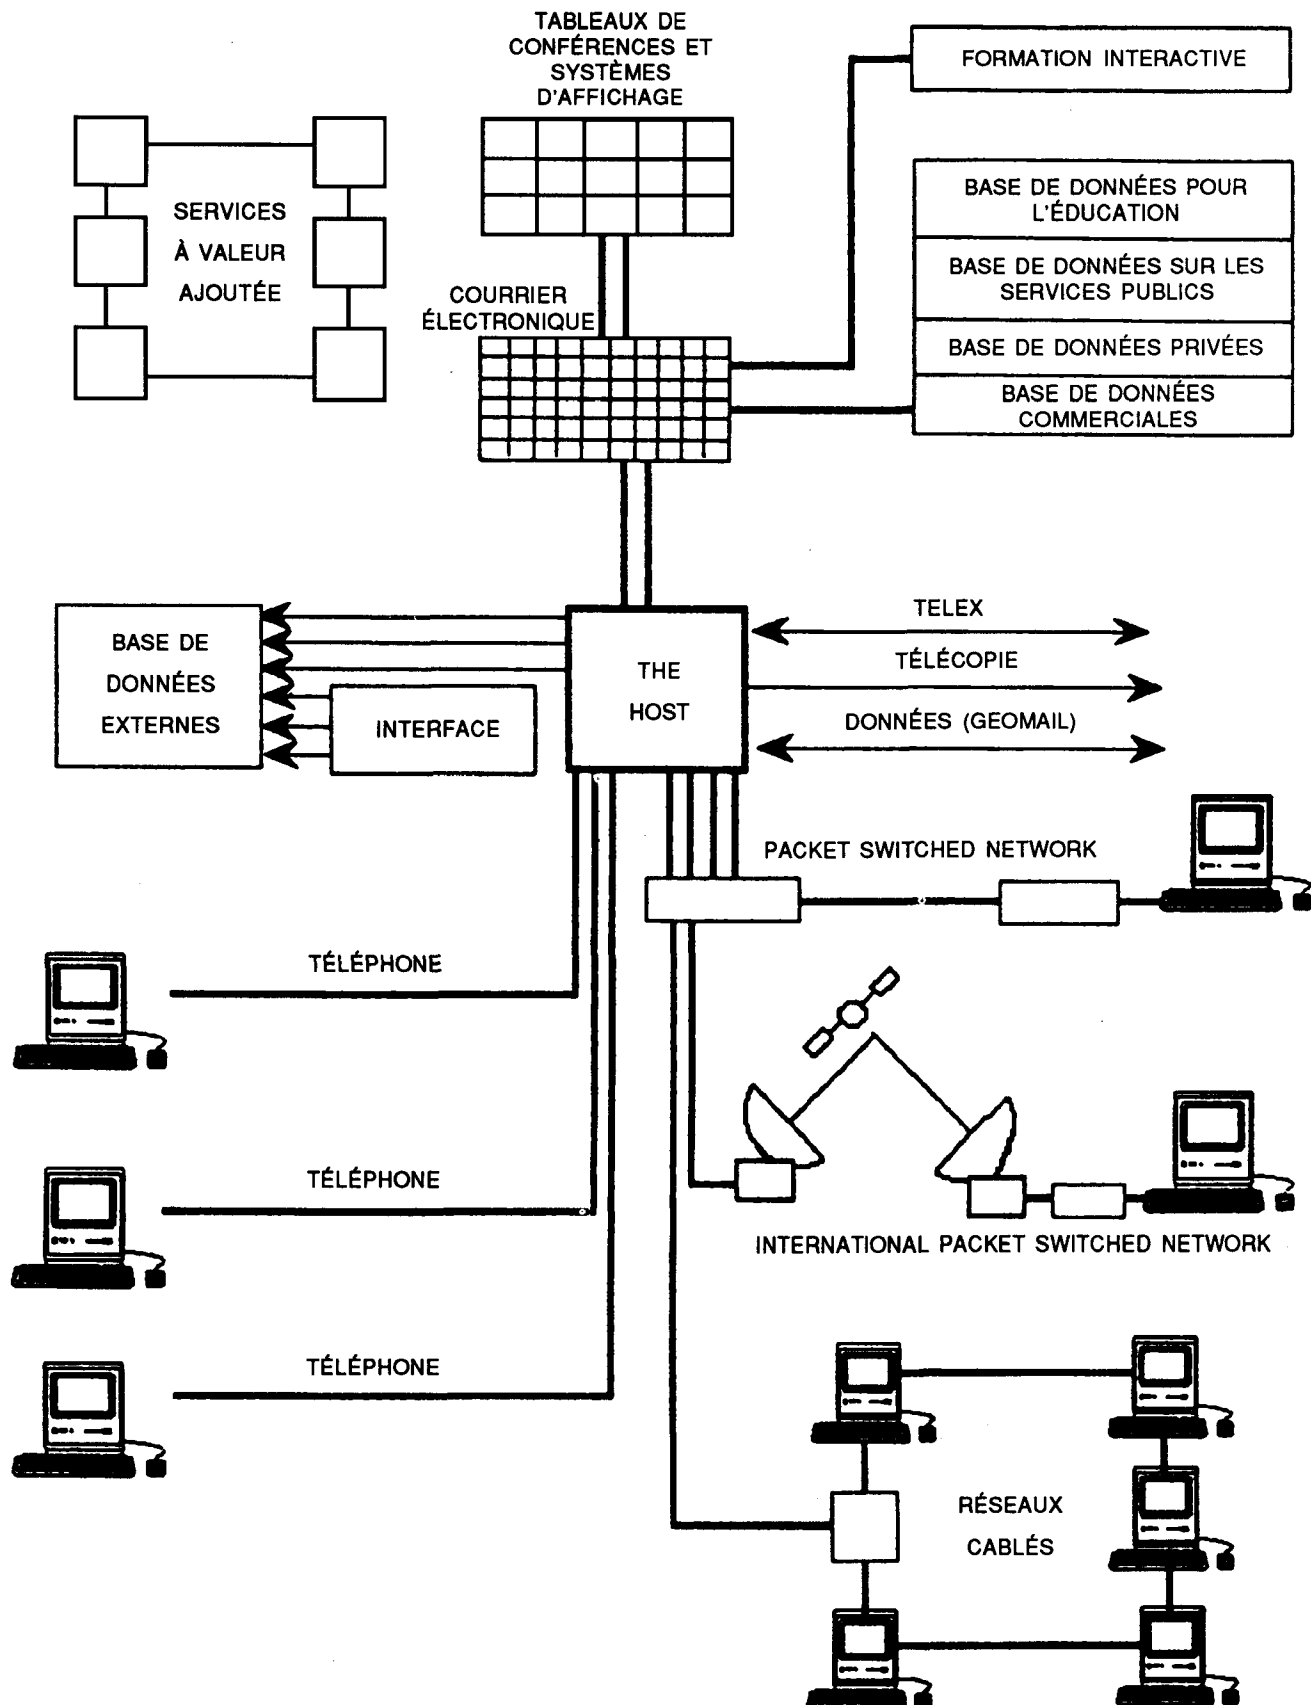 TABLEAUX DE
CONFÉRENCES ET
SYSTÈMES
D'AFFICHAGE
FORMATION INTERACTIVE
SERVICES
À VALEUR
AJOUTÉE
BASE DE DONNÉES POUR
L'ÉDUCATION
BASE DE DONNÉES SUR LES
SERVICES PUBLICS
BASE DE DONNÉES PRIVÉES
BASE DE DONNÉES
COMMERCIALES
COURRIER
ÉLECTRONIQUE
BASE DE
DONNÉES
EXTERNES
INTERFACE
THE
HOST
TELEX
TÉLÉCOPIE
DONNÉES (GEOMAIL)
PACKET SWITCHED NETWORK
TÉLÉPHONE
TÉLÉPHONE
INTERNATIONAL PACKET SWITCHED NETWORK
TÉLÉPHONE
RÉSEAUX
CABLÉS